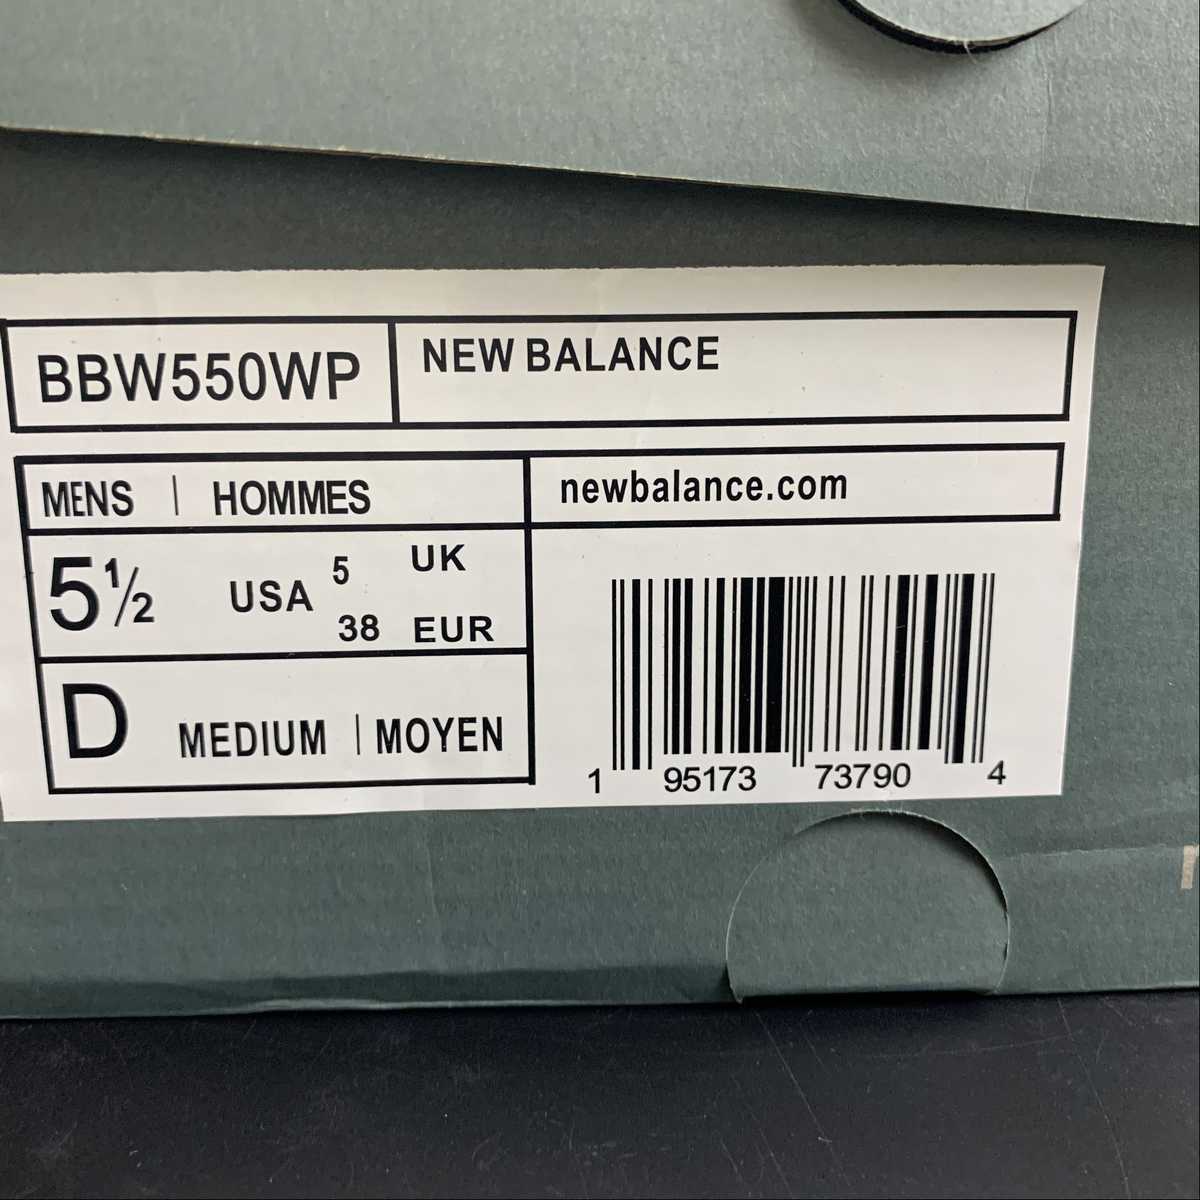 BBW550WP
NEW BALANCE
MENS | HOMMES
newbalance.com
5½ USA 5 UK
38 EUR
D MEDIUM | MOYEN
1 95173 73790 4